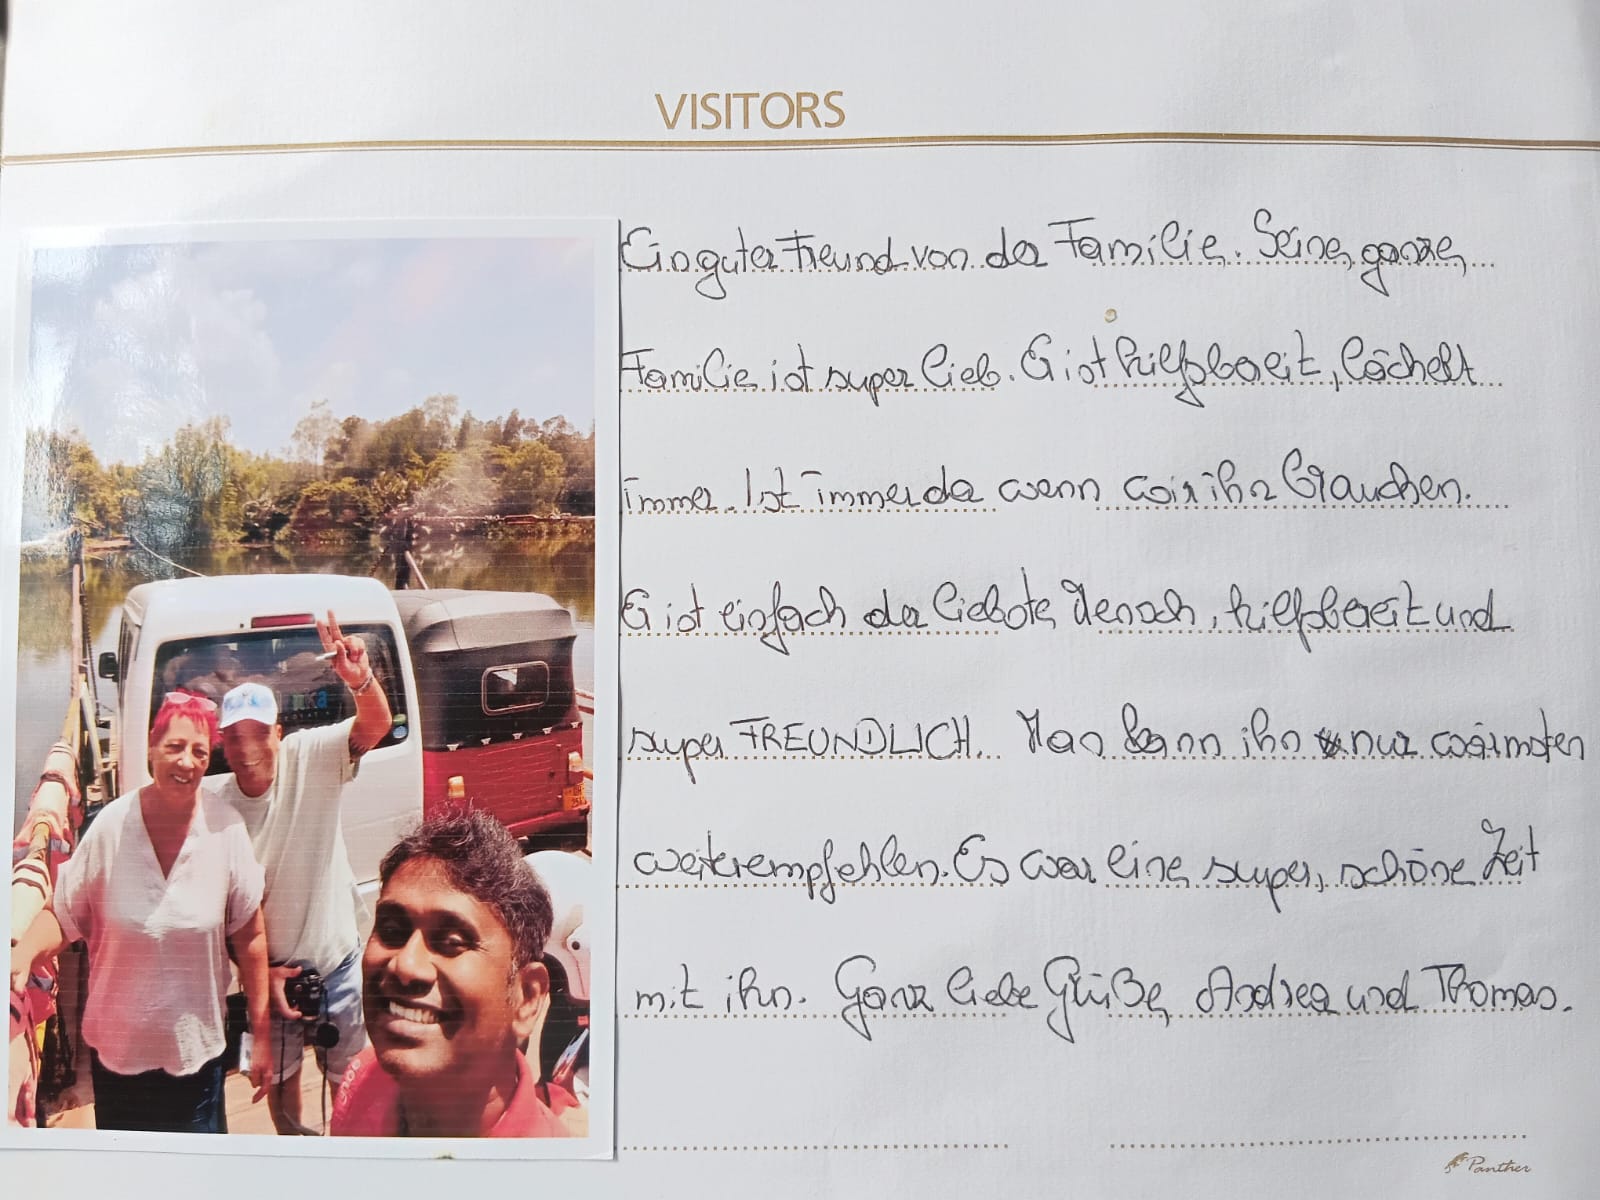 VISITORS
Ein guter Freund von der Familie. Seine ganze
Familie ist super lieb. Er ist hilfsbereit, lächelt
immer. Ist immer da wenn wir ihn brauchen.
Er ist einfach der liebste Mensch, hilfsbereit und
super FREUNDLICH. Man kann ihn nur wärmsten
weiterempfehlen. Es war eine super, schöne Zeit
mit ihn. Ganz liebe Grüße, Andrea und Thomas.
Panther